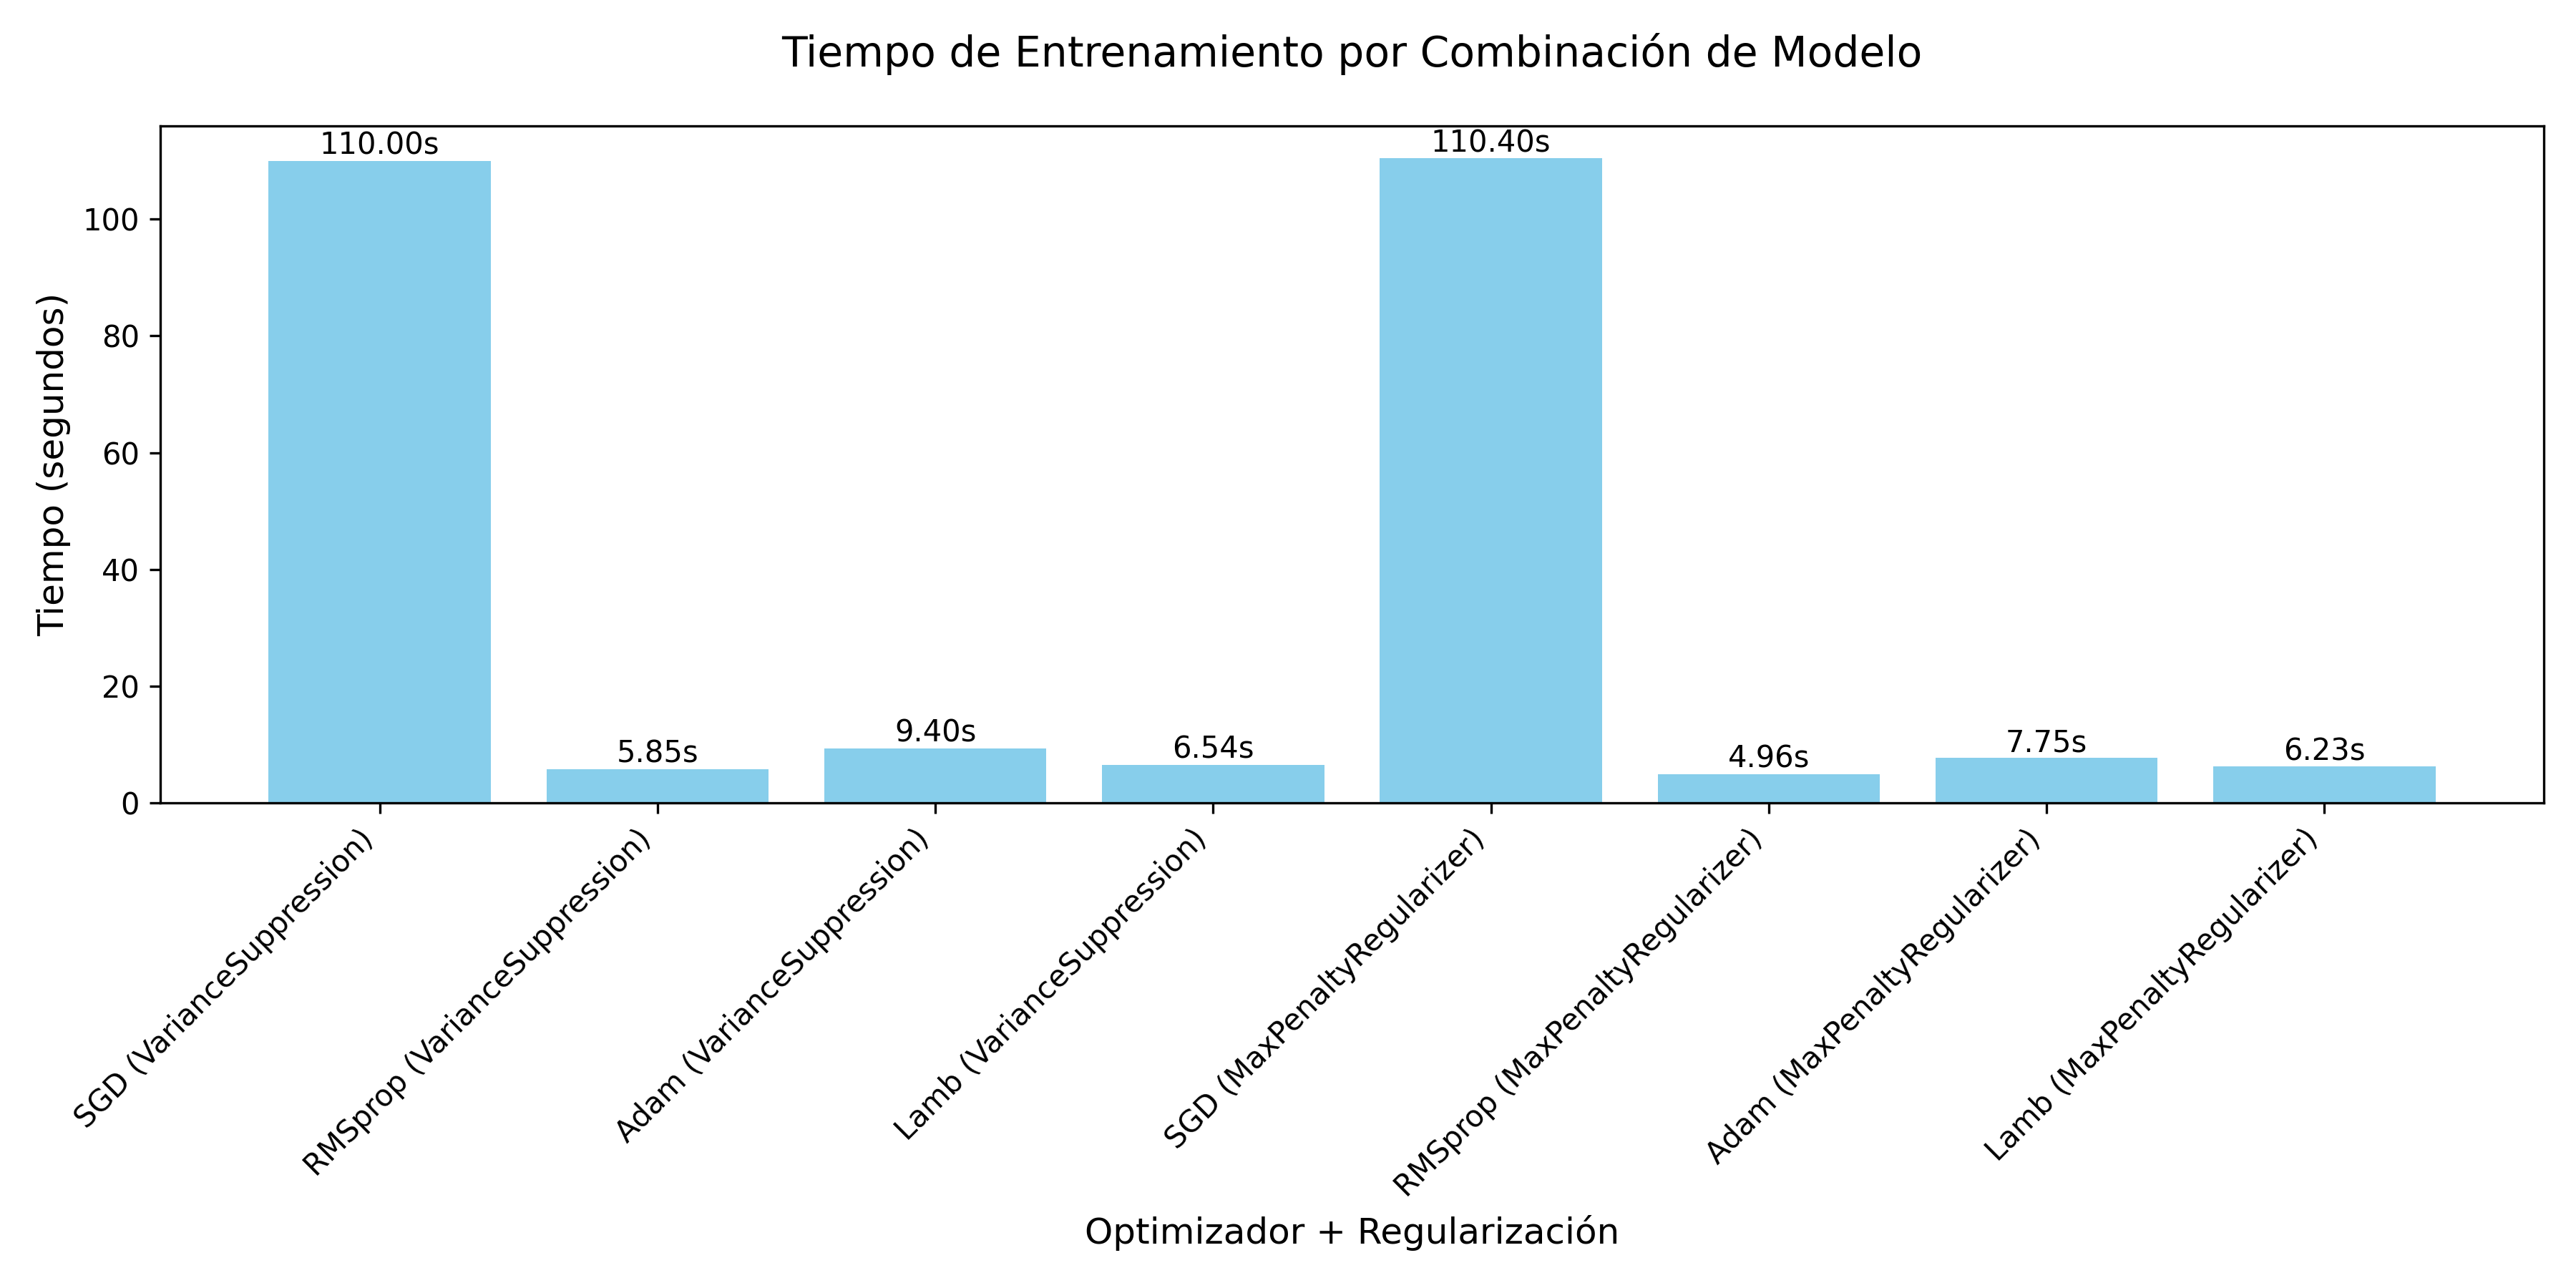 Tiempo de Entrenamiento por Combinación de Modelo
Tiempo (segundos)
100
80
60
40
20
0
110.00s
5.85s
9.40s
6.54s
110.40s
4.96s
7.75s
6.23s
SGD (VarianceSuppression)
RMSprop (VarianceSuppression)
Adam (VarianceSuppression)
Lamb (VarianceSuppression)
SGD (MaxPenaltyRegularizer)
RMSprop (MaxPenaltyRegularizer)
Adam (MaxPenaltyRegularizer)
Lamb (MaxPenaltyRegularizer)
Optimizador + Regularización